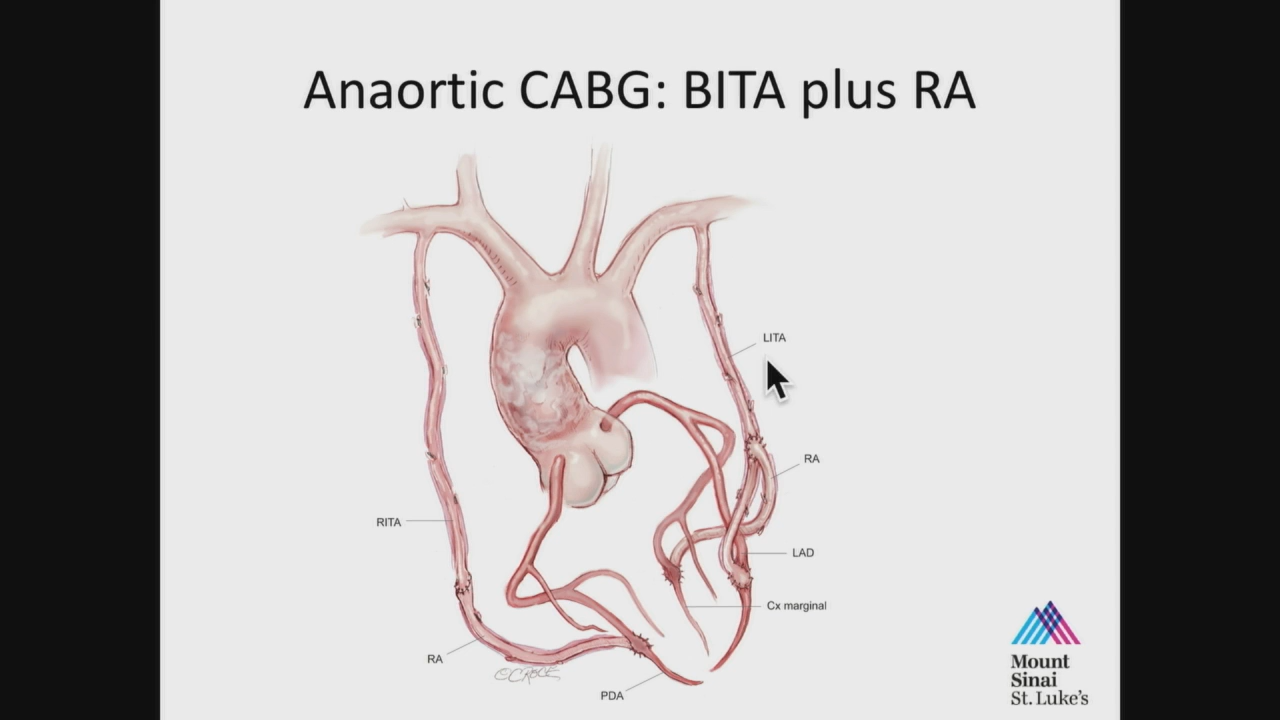 Anaortic CABG: BITA plus RA
LITA
RA
RITA
LAD
Cx marginal
RA
PDA
Mount
Sinai
St. Luke's